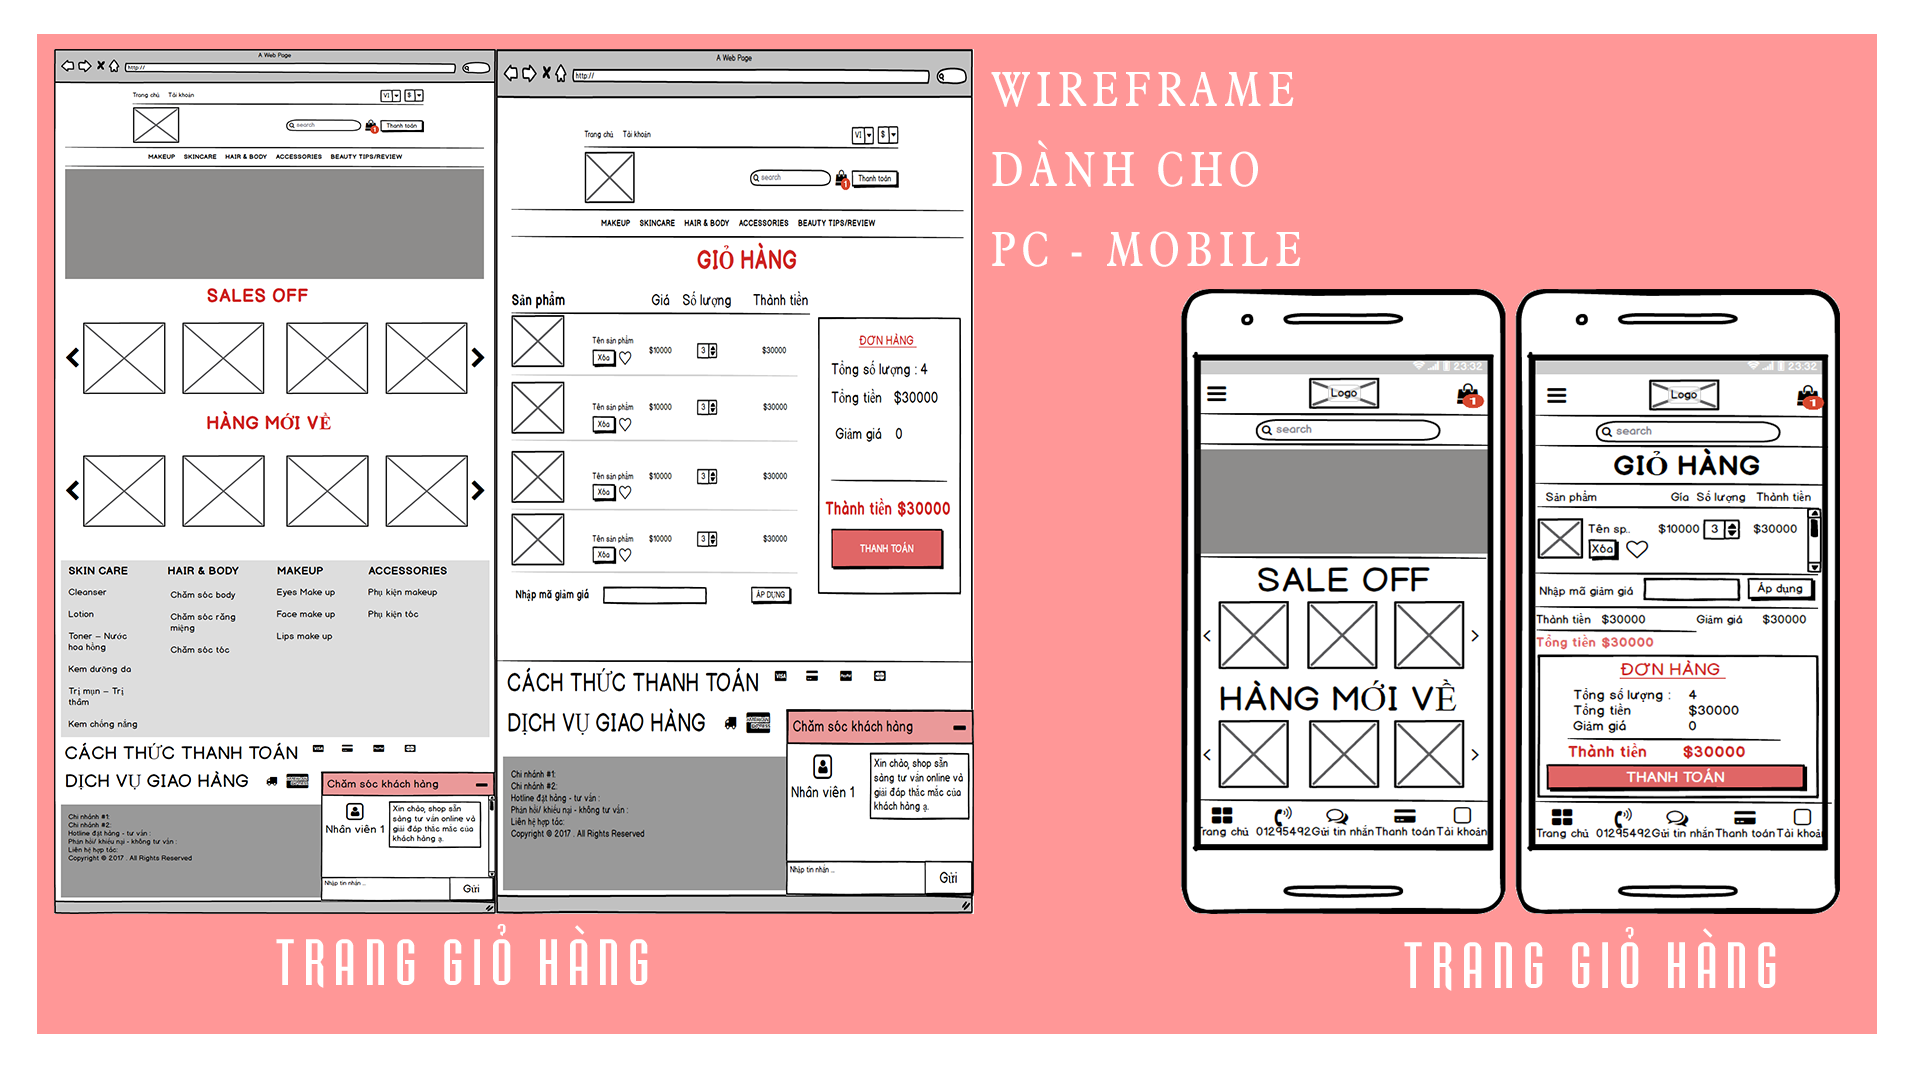 A Web Page
http://
Trang chủ Tài khoản
VI $
search
1
Thanh toán
MAKEUP SKINCARE HAIR & BODY ACCESSORIES BEAUTY TIPS/REVIEW
SALES OFF
HÀNG MỚI VỀ
SKIN CARE
Cleanser
Lotion
Toner – Nước
hoa hồng
Kem dưỡng da
Trị mụn – Trị
thâm
Kem chống nắng
HAIR & BODY
Chăm sóc body
Chăm sóc răng
miệng
Chăm sóc tóc
MAKEUP
Eyes Make up
Face make up
Lips make up
ACCESSORIES
Phụ kiện makeup
Phụ kiện tóc
CÁCH THỨC THANH TOÁN
VISA
DỊCH VỤ GIAO HÀNG
Chi nhánh #1:
Chi nhánh #2:
Hotline đặt hàng - tư vấn :
Phản hồi/ khiếu nại - không tư vấn :
Liên hệ hợp tác:
Copyright © 2017 . All Rights Reserved
Chăm sóc khách hàng
Nhân viên 1
Xin chào, shop sẵn
sàng tư vấn online và
giải đáp thắc mắc của
khách hàng ạ.
Nhập tin nhắn ...
Gửi
A Web Page
http://
Trang chủ Tài khoản
VI $
search
1
Thanh toán
MAKEUP SKINCARE HAIR & BODY ACCESSORIES BEAUTY TIPS/REVIEW
GIỎ HÀNG
Sản phẩm Giá Số lượng Thành tiền
Tên sản phẩm
Xóa
$10000 3 $30000
Tên sản phẩm
Xóa
$10000 3 $30000
Tên sản phẩm
Xóa
$10000 3 $30000
Tên sản phẩm
Xóa
$10000 3 $30000
Nhập mã giảm giá
ÁP DỤNG
ĐƠN HÀNG
Tổng số lượng : 4
Tổng tiền $30000
Giảm giá 0
Thành tiền $30000
THANH TOÁN
CÁCH THỨC THANH TOÁN
VISA PayPal
DỊCH VỤ GIAO HÀNG
AMERICAN EXPRESS
Chi nhánh #1:
Chi nhánh #2:
Hotline đặt hàng - tư vấn :
Phản hồi/ khiếu nại - không tư vấn :
Liên hệ hợp tác:
Copyright © 2017 . All Rights Reserved
Chăm sóc khách hàng
Nhân viên 1
Xin chào, shop sẵn
sàng tư vấn online và
giải đáp thắc mắc của
khách hàng ạ.
Nhập tin nhắn ...
Gửi
WIREFRAME
DÀNH CHO
PC - MOBILE
23:32
Logo
1
search
SALE OFF
HÀNG MỚI VỀ
Trang chủ 01295492 Gửi tin nhắn Thanh toán Tài khoản
23:32
Logo
1
search
GIỎ HÀNG
Sản phẩm Gía Số lượng Thành tiền
Tên sp..
$10000 3 $30000
Xóa
Nhập mã giảm giá
Áp dụng
Thành tiền $30000 Giảm giá $30000
Tổng tiền $30000
ĐƠN HÀNG
Tổng số lượng : 4
Tổng tiền $30000
Giảm giá 0
Thành tiền $30000
THANH TOÁN
Trang chủ 01295492 Gửi tin nhắn Thanh toán Tài khoản
TRANG GIỎ HÀNG
TRANG GIỎ HÀNG